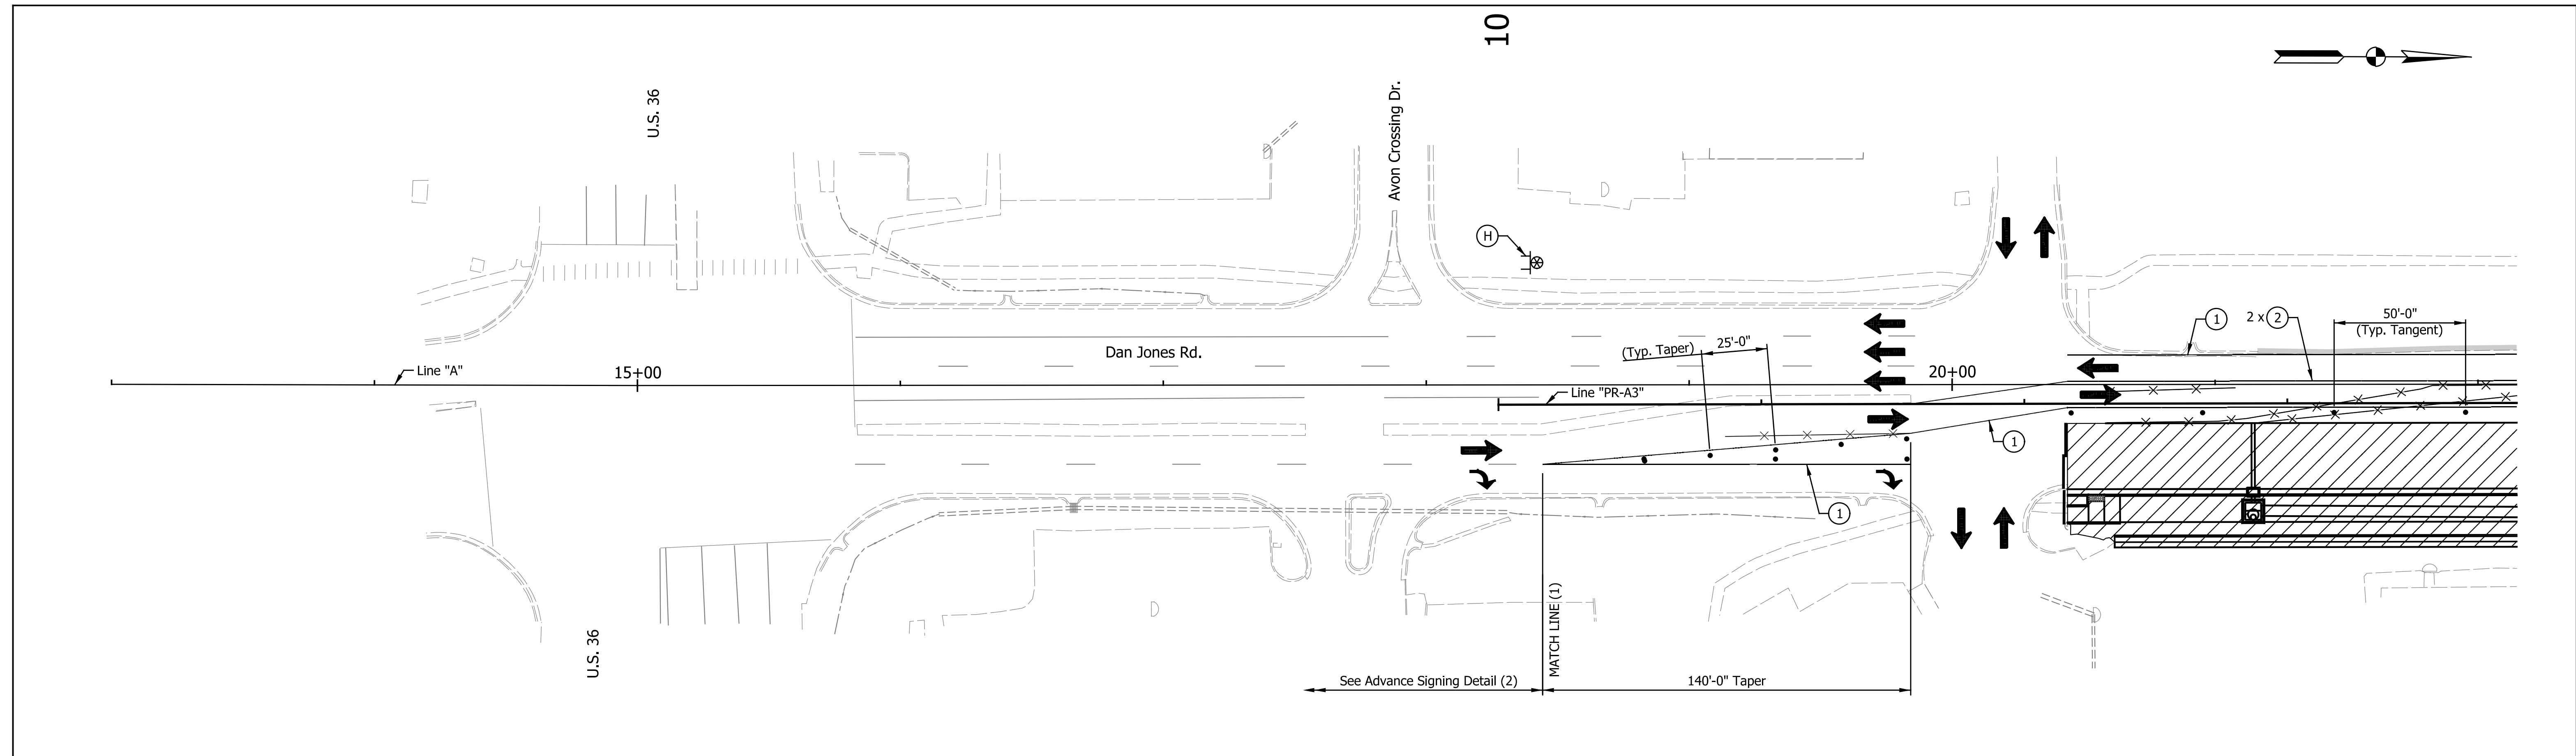 10
U.S. 36
Avon Crossing Dr.
H
1
2 x 2
50'-0"
(Typ. Tangent)
Dan Jones Rd.
(Typ. Taper)
25'-0"
Line "A"
15+00
20+00
Line "PR-A3"
1
1
MATCH LINE (1)
U.S. 36
See Advance Signing Detail (2)
140'-0" Taper